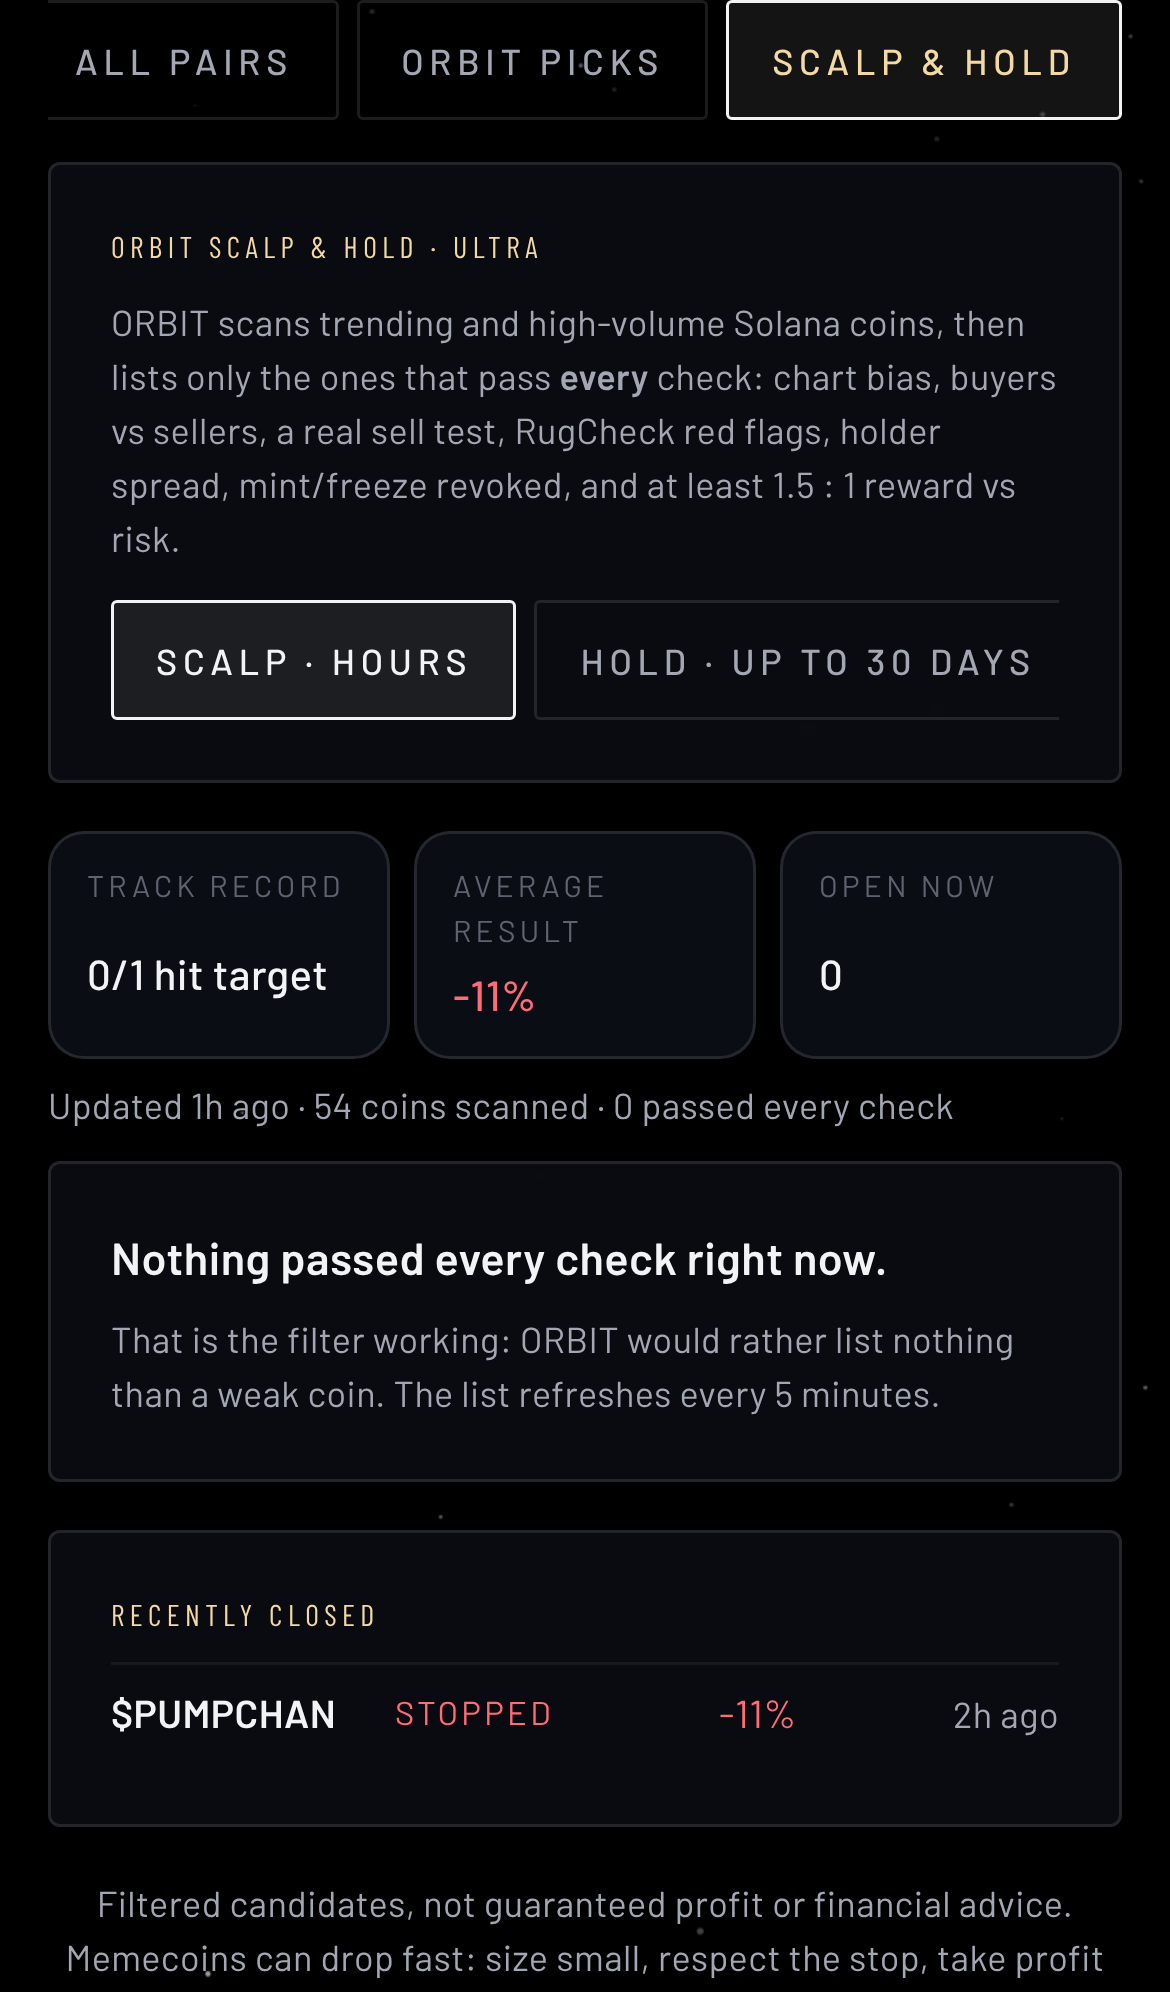 ALL PAIRS
ORBIT PICKS
SCALP & HOLD
ORBIT SCALP & HOLD · ULTRA
ORBIT scans trending and high-volume Solana coins, then
lists only the ones that pass every check: chart bias, buyers
vs sellers, a real sell test, RugCheck red flags, holder
spread, mint/freeze revoked, and at least 1.5 : 1 reward vs
risk.
SCALP · HOURS
HOLD · UP TO 30 DAYS
TRACK RECORD
0/1 hit target
AVERAGE
RESULT
-11%
OPEN NOW
0
Updated 1h ago · 54 coins scanned · 0 passed every check
Nothing passed every check right now.
That is the filter working: ORBIT would rather list nothing
than a weak coin. The list refreshes every 5 minutes.
RECENTLY CLOSED
$PUMPCHAN STOPPED -11% 2h ago
Filtered candidates, not guaranteed profit or financial advice.
Memecoins can drop fast: size small, respect the stop, take profit